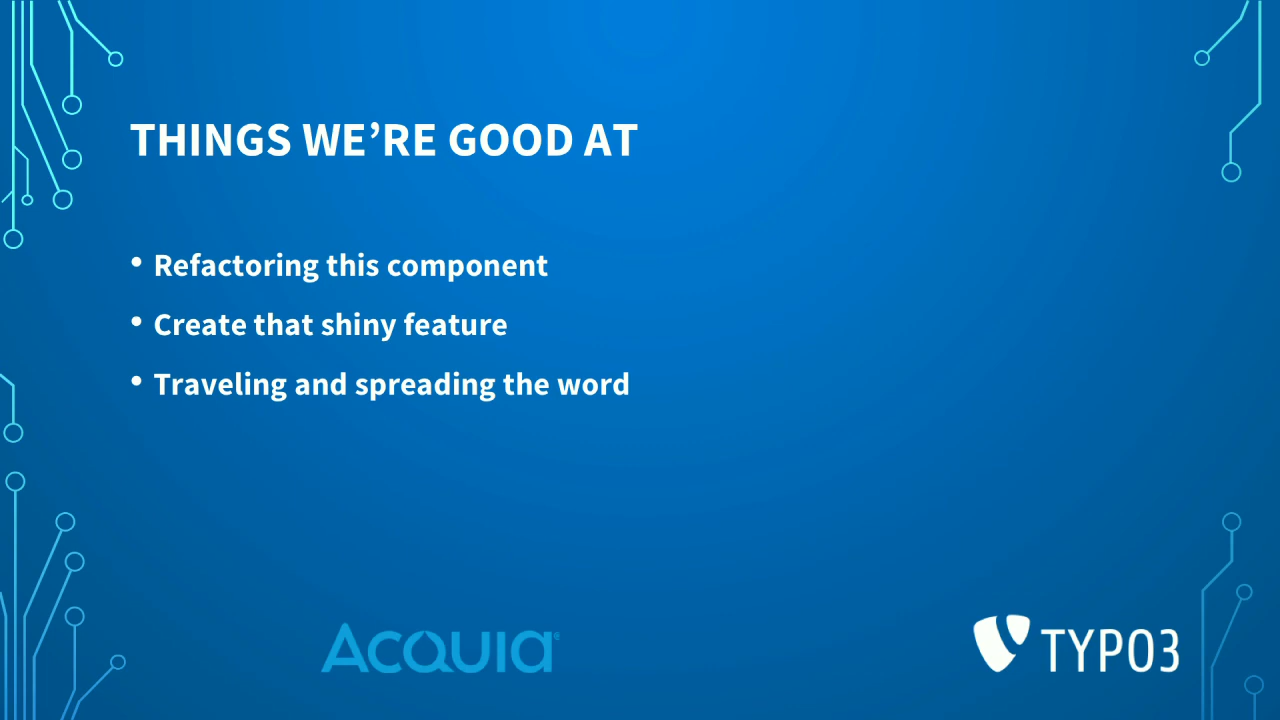 THINGS WE’RE GOOD AT
• Refactoring this component
• Create that shiny feature
• Traveling and spreading the word
ACQUIA®
TYPO3